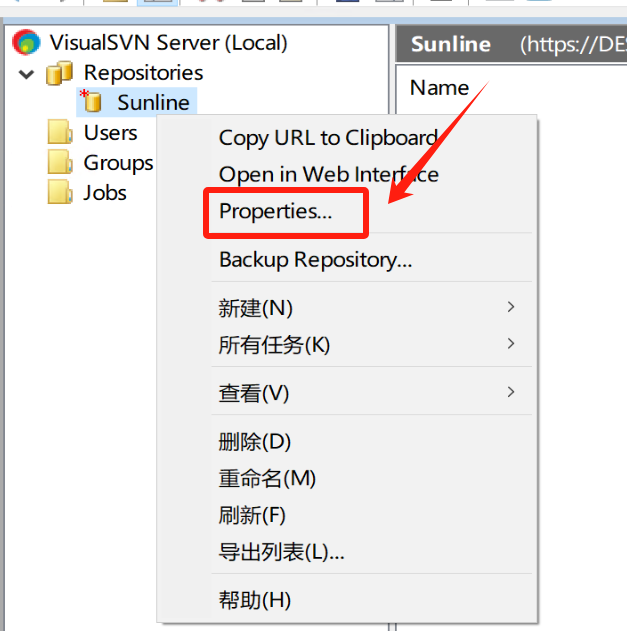 VisualSVN Server (Local)
Repositories
Sunline
Users
Groups
Jobs
Sunline (https://DES
Name
Copy URL to Clipboard
Open in Web Interface
Properties...
Backup Repository...
新建(N)
所有任务(K)
查看(V)
删除(D)
重命名(M)
刷新(F)
导出列表(L)...
帮助(H)